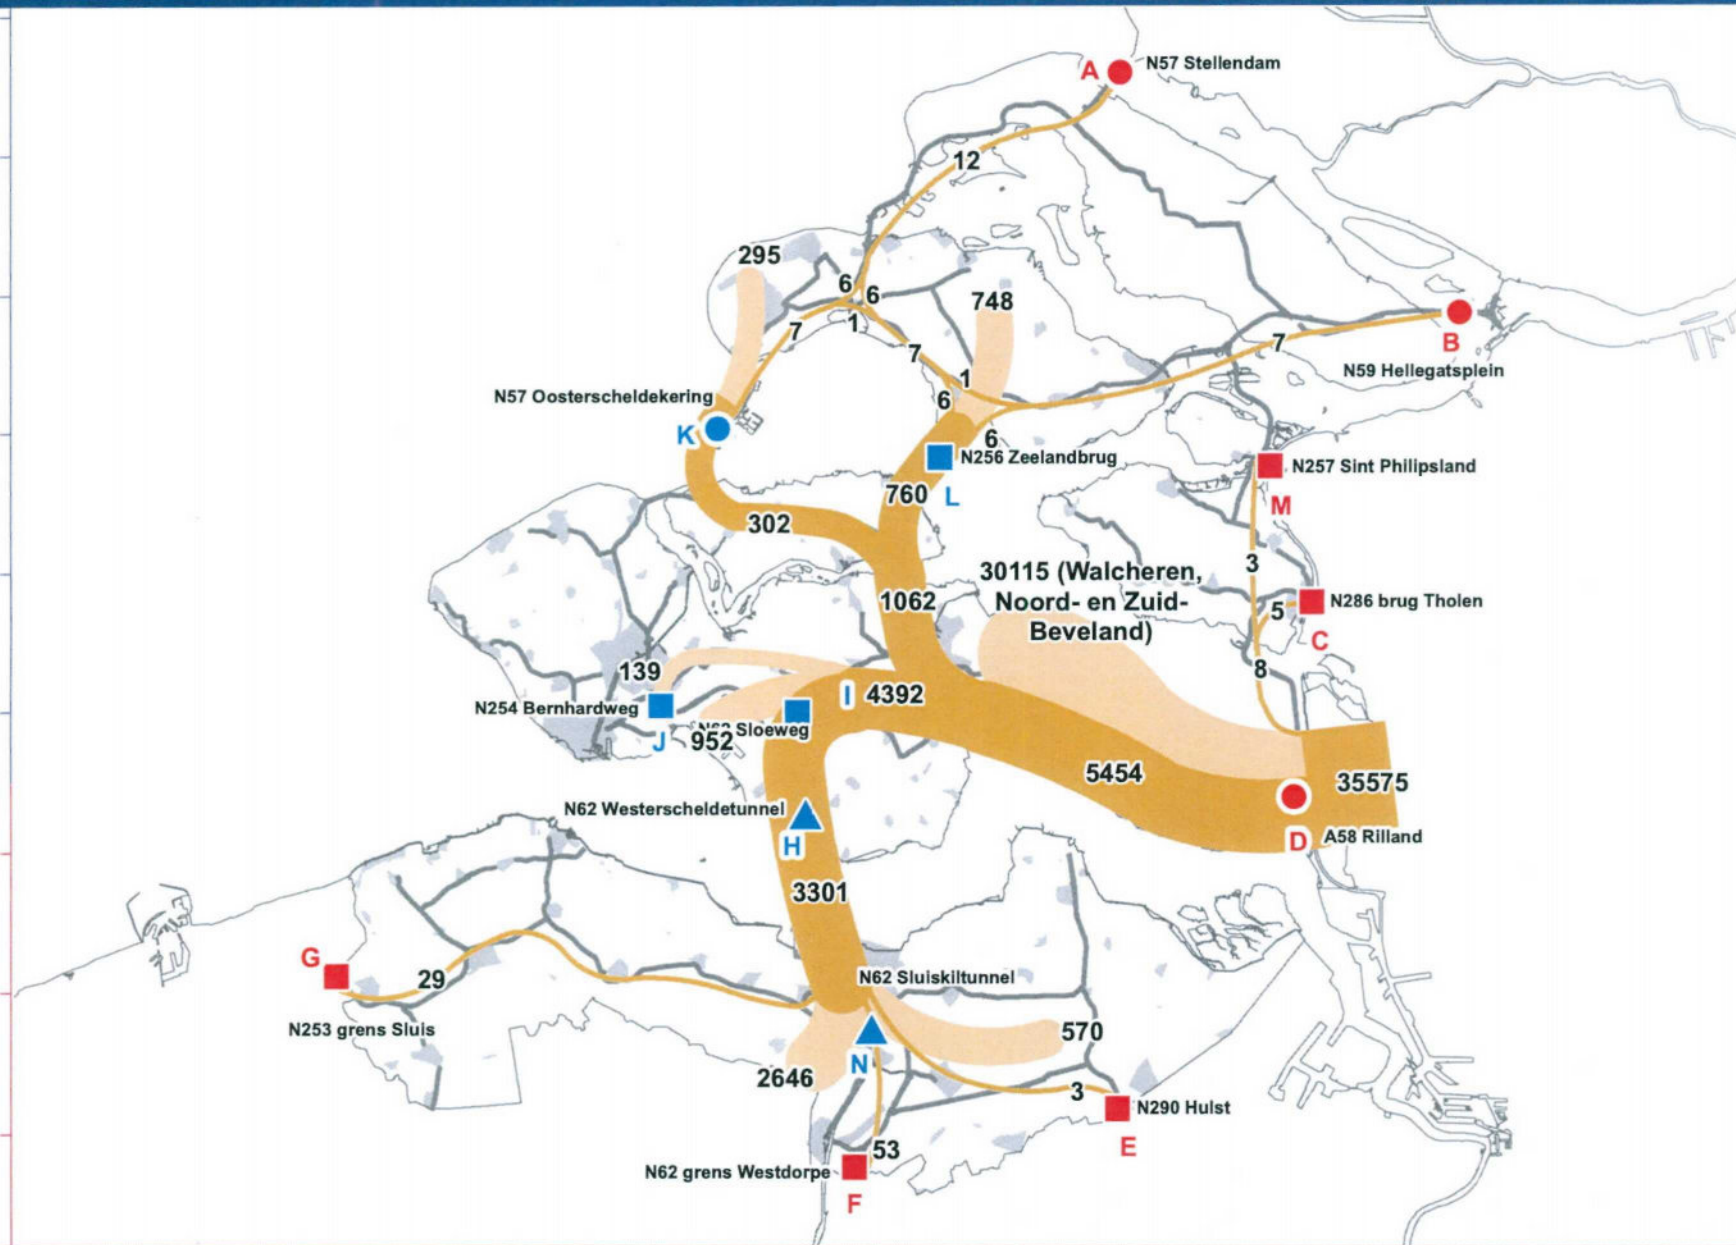 A
N57 Stellendam
12
295
6
6
748
7
1
7
7
B
N59 Hellegatsplein
1
6
N57 Oosterscheldekering
K
6
N256 Zeelandbrug
L
N257 Sint Philipsland
M
760
302
3
30115 (Walcheren,
Noord- en Zuid-
Beveland)
1062
5
N286 brug Tholen
C
139
8
I
4392
N254 Bernhardweg
J
N62 Sloeweg
952
5454
35575
D
A58 Rilland
N62 Westerscheldetunnel
H
3301
G
29
N62 Sluiskiltunnel
N253 grens Sluis
570
N
2646
3
N290 Hulst
E
53
N62 grens Westdorpe
F